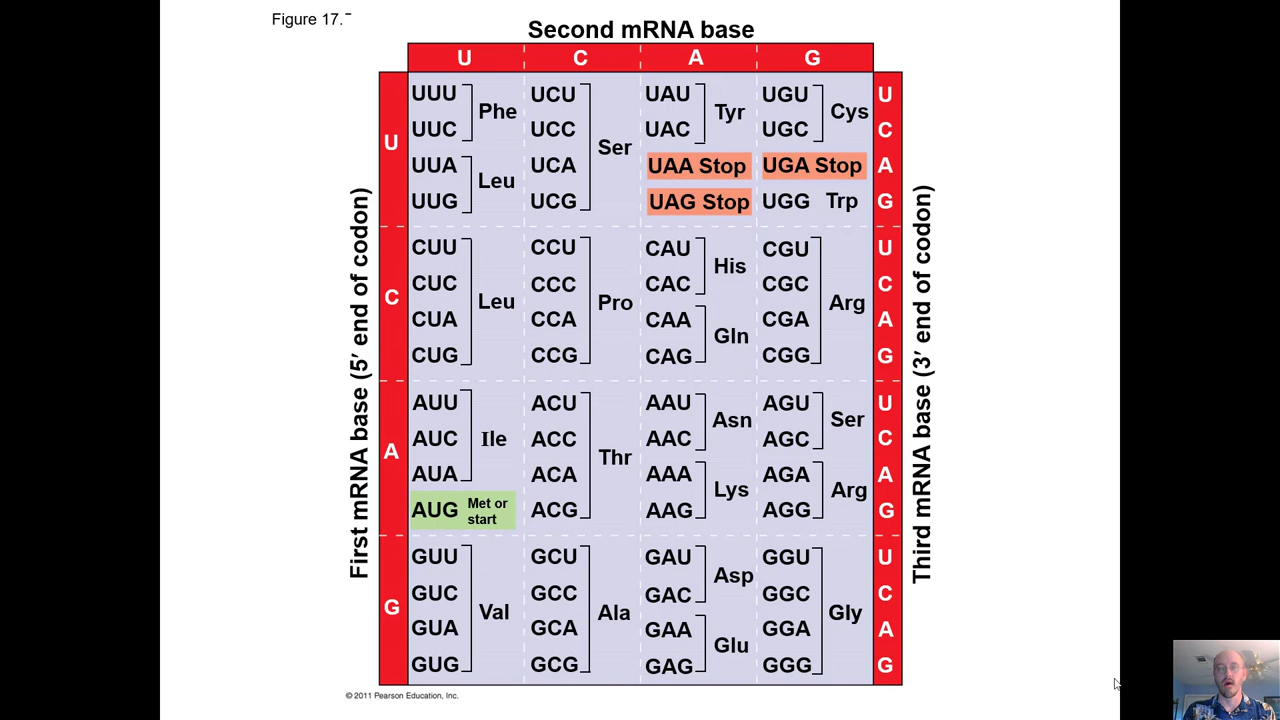 Figure 17.
Second mRNA base
U C A G
First mRNA base (5′ end of codon)
Third mRNA base (3′ end of codon)
U
UUU UUC Phe
UUA UUG Leu
UCU UCC UCA UCG Ser
UAU UAC Tyr
UAA Stop
UAG Stop
UGU UGC Cys
UGA Stop
UGG Trp
U C A G
C
CUU CUC CUA CUG Leu
CCU CCC CCA CCG Pro
CAU CAC His
CAA CAG Gln
CGU CGC CGA CGG Arg
U C A G
A
AUU AUC AUA Ile
AUG Met or start
ACU ACC ACA ACG Thr
AAU AAC Asn
AAA AAG Lys
AGU AGC Ser
AGA AGG Arg
U C A G
G
GUU GUC GUA GUG Val
GCU GCC GCA GCG Ala
GAU GAC Asp
GAA GAG Glu
GGU GGC GGA GGG Gly
U C A G
© 2011 Pearson Education, Inc.